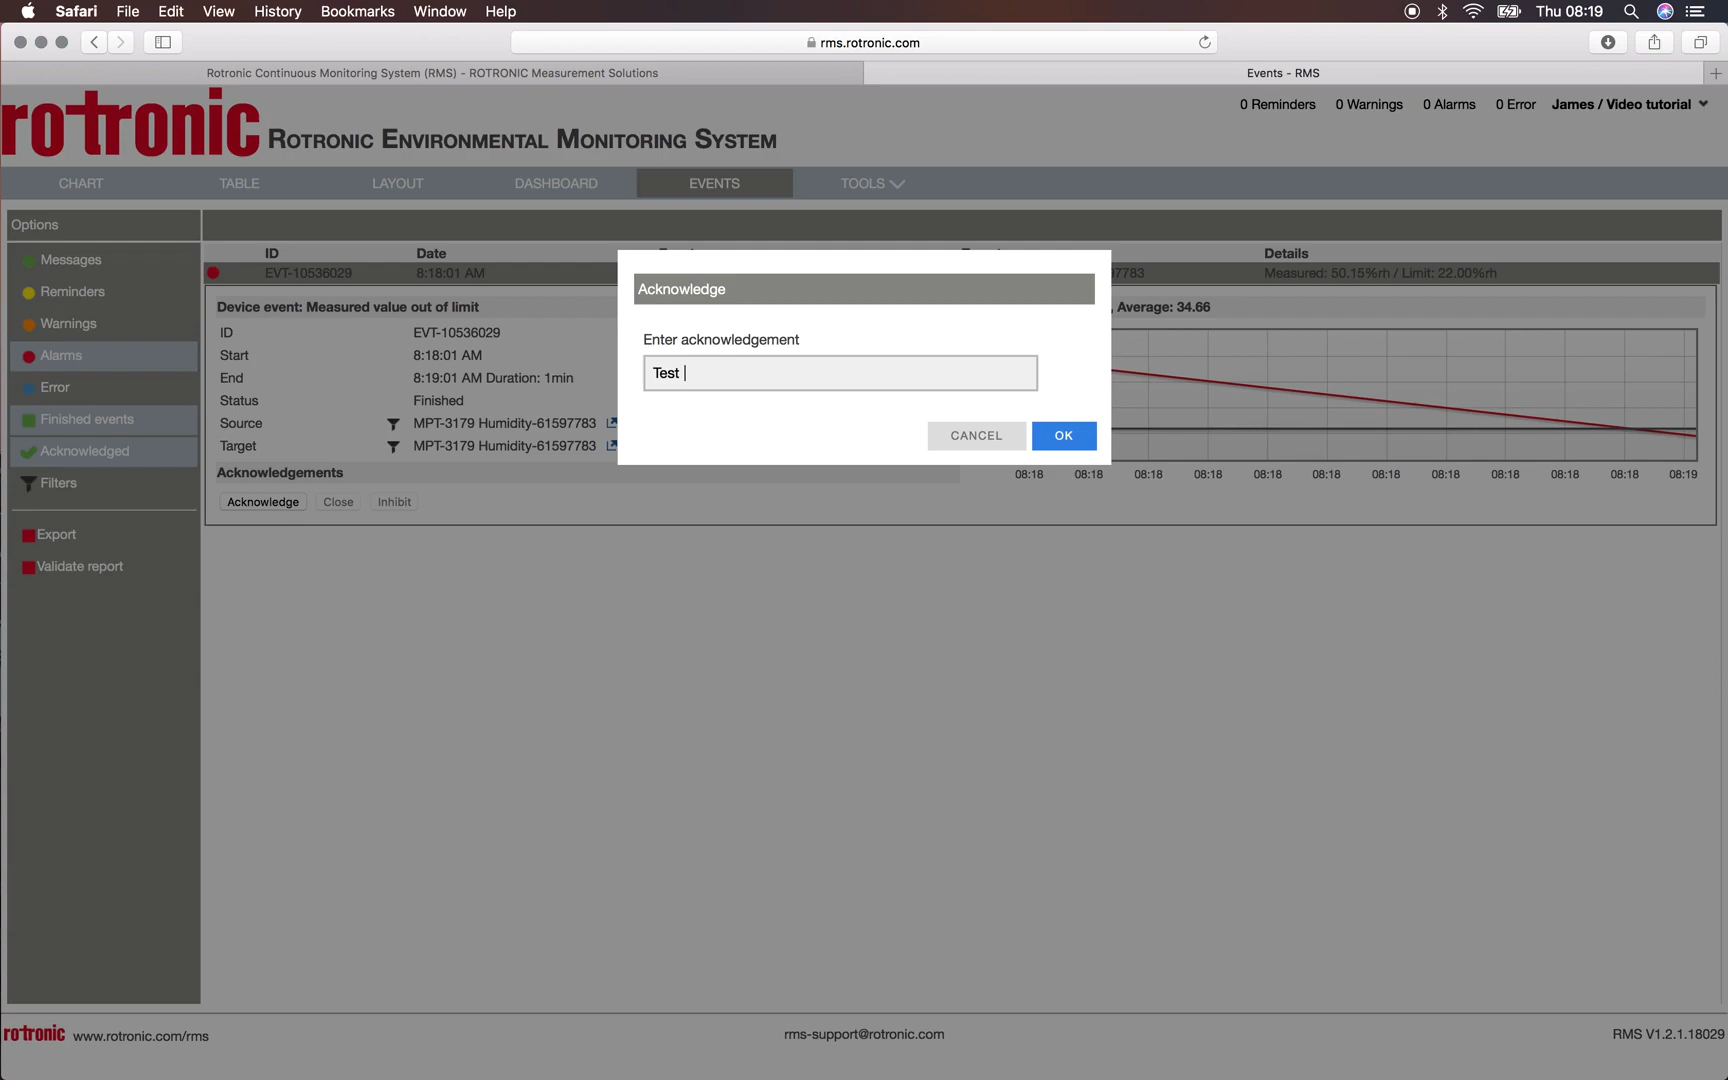 Safari File Edit View History Bookmarks Window Help Thu 08:19
rms.rotronic.com
Rotronic Continuous Monitoring System (RMS) - ROTRONIC Measurement Solutions Events - RMS
rotronic ROTRONIC ENVIRONMENTAL MONITORING SYSTEM
0 Reminders 0 Warnings 0 Alarms 0 Error James / Video tutorial
CHART TABLE LAYOUT DASHBOARD EVENTS TOOLS
Options
Messages
Reminders
Warnings
Alarms
Error
Finished events
Acknowledged
Filters
Export
Validate report
ID Date Details
EVT-10536029 8:18:01 AM 97783 Measured: 50.15%rh / Limit: 22.00%rh
Device event: Measured value out of limit
ID EVT-10536029
Start 8:18:01 AM
End 8:19:01 AM Duration: 1min
Status Finished
Source MPT-3179 Humidity-61597783
Target MPT-3179 Humidity-61597783
Acknowledgements
Acknowledge Close Inhibit
, Average: 34.66
08:18 08:18 08:18 08:18 08:18 08:18 08:18 08:18 08:18 08:18 08:18 08:19
Acknowledge
Enter acknowledgement
Test
CANCEL OK
rotronic www.rotronic.com/rms rms-support@rotronic.com RMS V1.2.1.18029